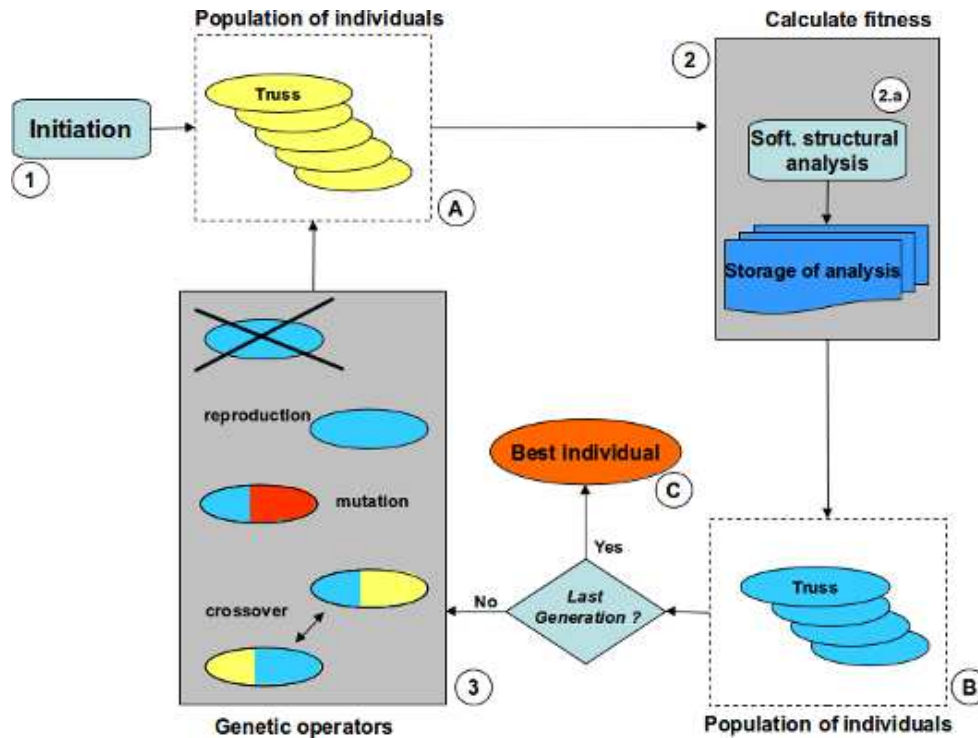 Population of individuals
Calculate fitness
Initiation
1
Truss
A
2
2.a
Soft. structural
analysis
Storage of analysis
reproduction
mutation
crossover
3
Genetic operators
Best individual
C
Yes
No
Last
Generation ?
Truss
B
Population of individuals